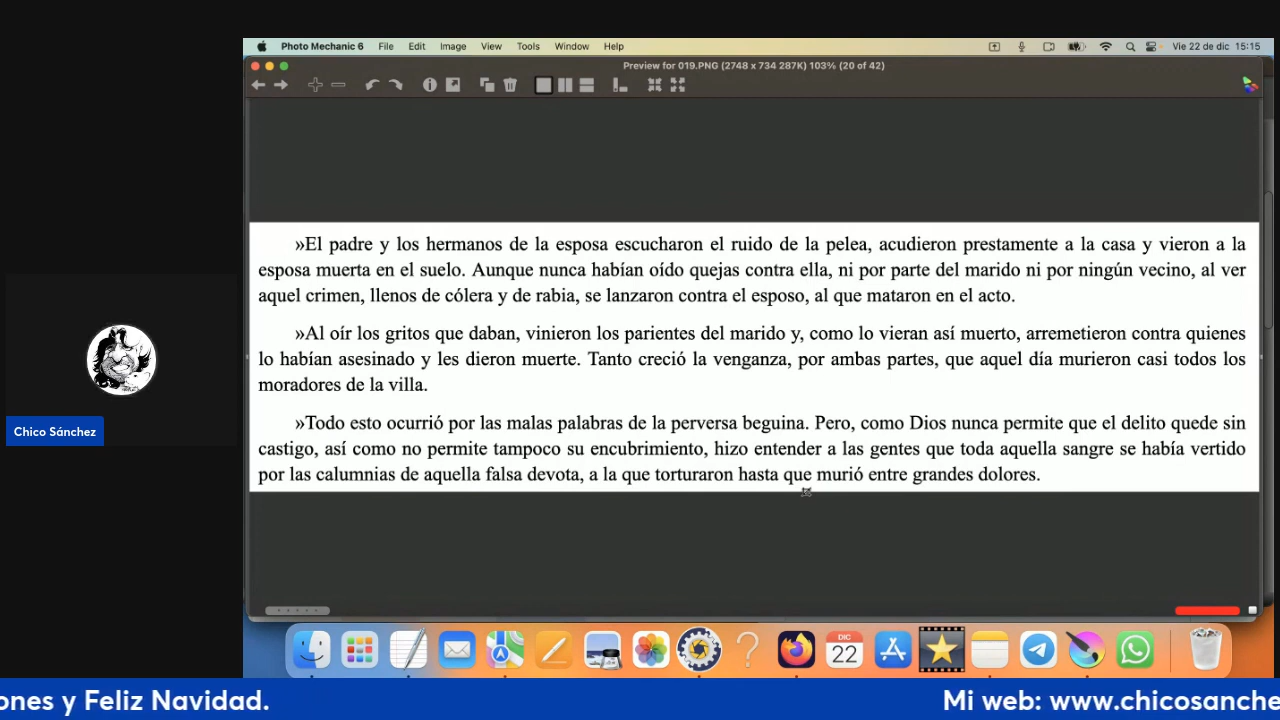 Photo Mechanic 6 File Edit Image View Tools Window Help Vie 22 de dic 15:15
Preview for 019.PNG (2748 x 734 287K) 103% (20 of 42)
»El padre y los hermanos de la esposa escucharon el ruido de la pelea, acudieron prestamente a la casa y vieron a la
esposa muerta en el suelo. Aunque nunca habían oído quejas contra ella, ni por parte del marido ni por ningún vecino, al ver
aquel crimen, llenos de cólera y de rabia, se lanzaron contra el esposo, al que mataron en el acto.
»Al oír los gritos que daban, vinieron los parientes del marido y, como lo vieran así muerto, arremetieron contra quienes
lo habían asesinado y les dieron muerte. Tanto creció la venganza, por ambas partes, que aquel día murieron casi todos los
moradores de la villa.
»Todo esto ocurrió por las malas palabras de la perversa beguina. Pero, como Dios nunca permite que el delito quede sin
castigo, así como no permite tampoco su encubrimiento, hizo entender a las gentes que toda aquella sangre se había vertido
por las calumnias de aquella falsa devota, a la que torturaron hasta que murió entre grandes dolores.
Chico Sánchez
DIC
22
ones y Feliz Navidad. Mi web: www.chicosanche